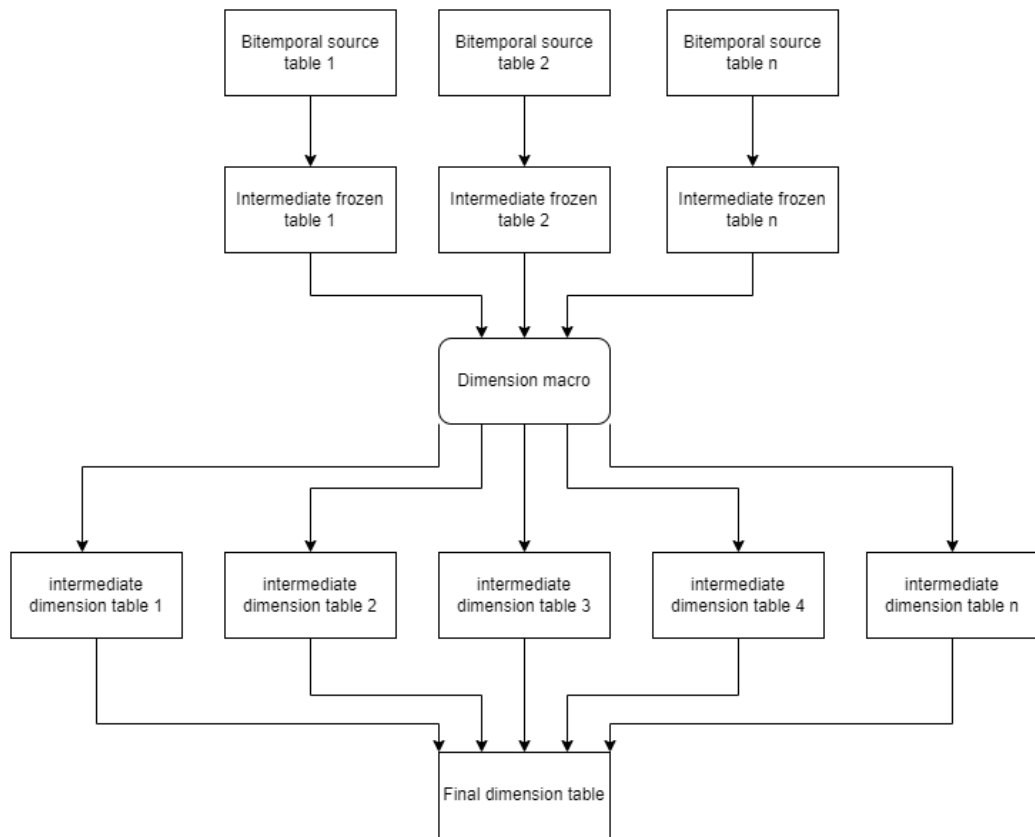 Bitemporal source
table 1
Bitemporal source
table 2
Bitemporal source
table n
Intermediate frozen
table 1
Intermediate frozen
table 2
Intermediate frozen
table n
Dimension macro
intermediate
dimension table 1
intermediate
dimension table 2
intermediate
dimension table 3
intermediate
dimension table 4
intermediate
dimension table n
Final dimension table